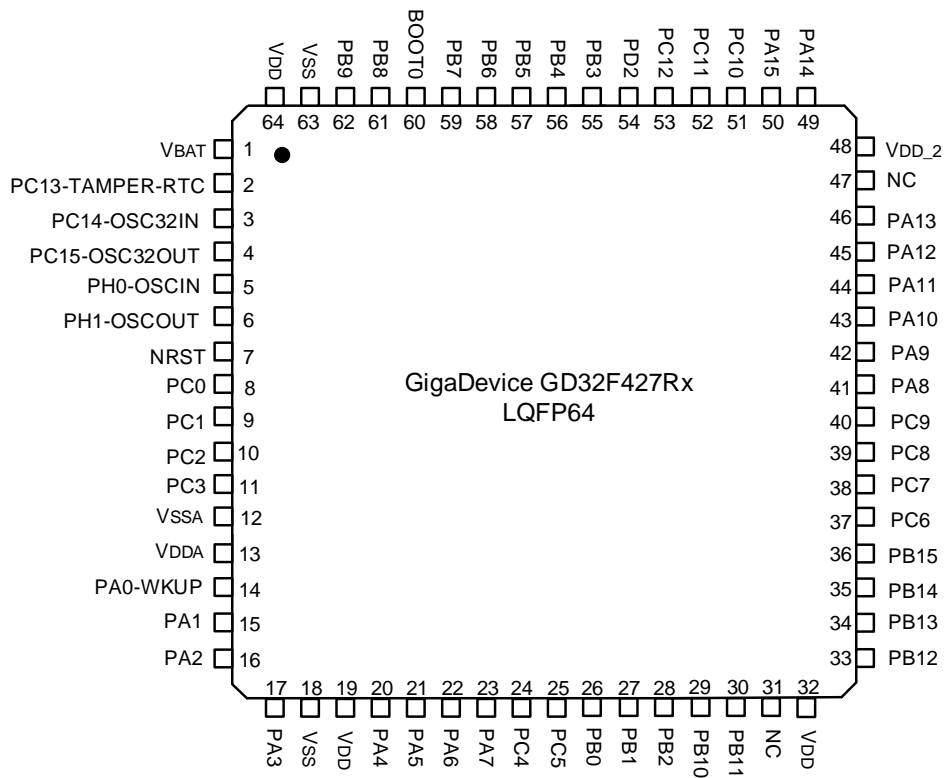 VDD VSS PB9 PB8 BOOT0 PB7 PB6 PB5 PB4 PB3 PD2 PC12 PC11 PC10 PA15 PA14
64 63 62 61 60 59 58 57 56 55 54 53 52 51 50 49
VBAT 1
PC13-TAMPER-RTC 2
PC14-OSC32IN 3
PC15-OSC32OUT 4
PH0-OSCIN 5
PH1-OSCOUT 6
NRST 7
PC0 8
PC1 9
PC2 10
PC3 11
VSSA 12
VDDA 13
PA0-WKUP 14
PA1 15
PA2 16
GigaDevice GD32F427Rx
LQFP64
48 VDD_2
47 NC
46 PA13
45 PA12
44 PA11
43 PA10
42 PA9
41 PA8
40 PC9
39 PC8
38 PC7
37 PC6
36 PB15
35 PB14
34 PB13
33 PB12
17 18 19 20 21 22 23 24 25 26 27 28 29 30 31 32
PA3 VSS VDD PA4 PA5 PA6 PA7 PC4 PC5 PB0 PB1 PB2 PB10 PB11 NC VDD